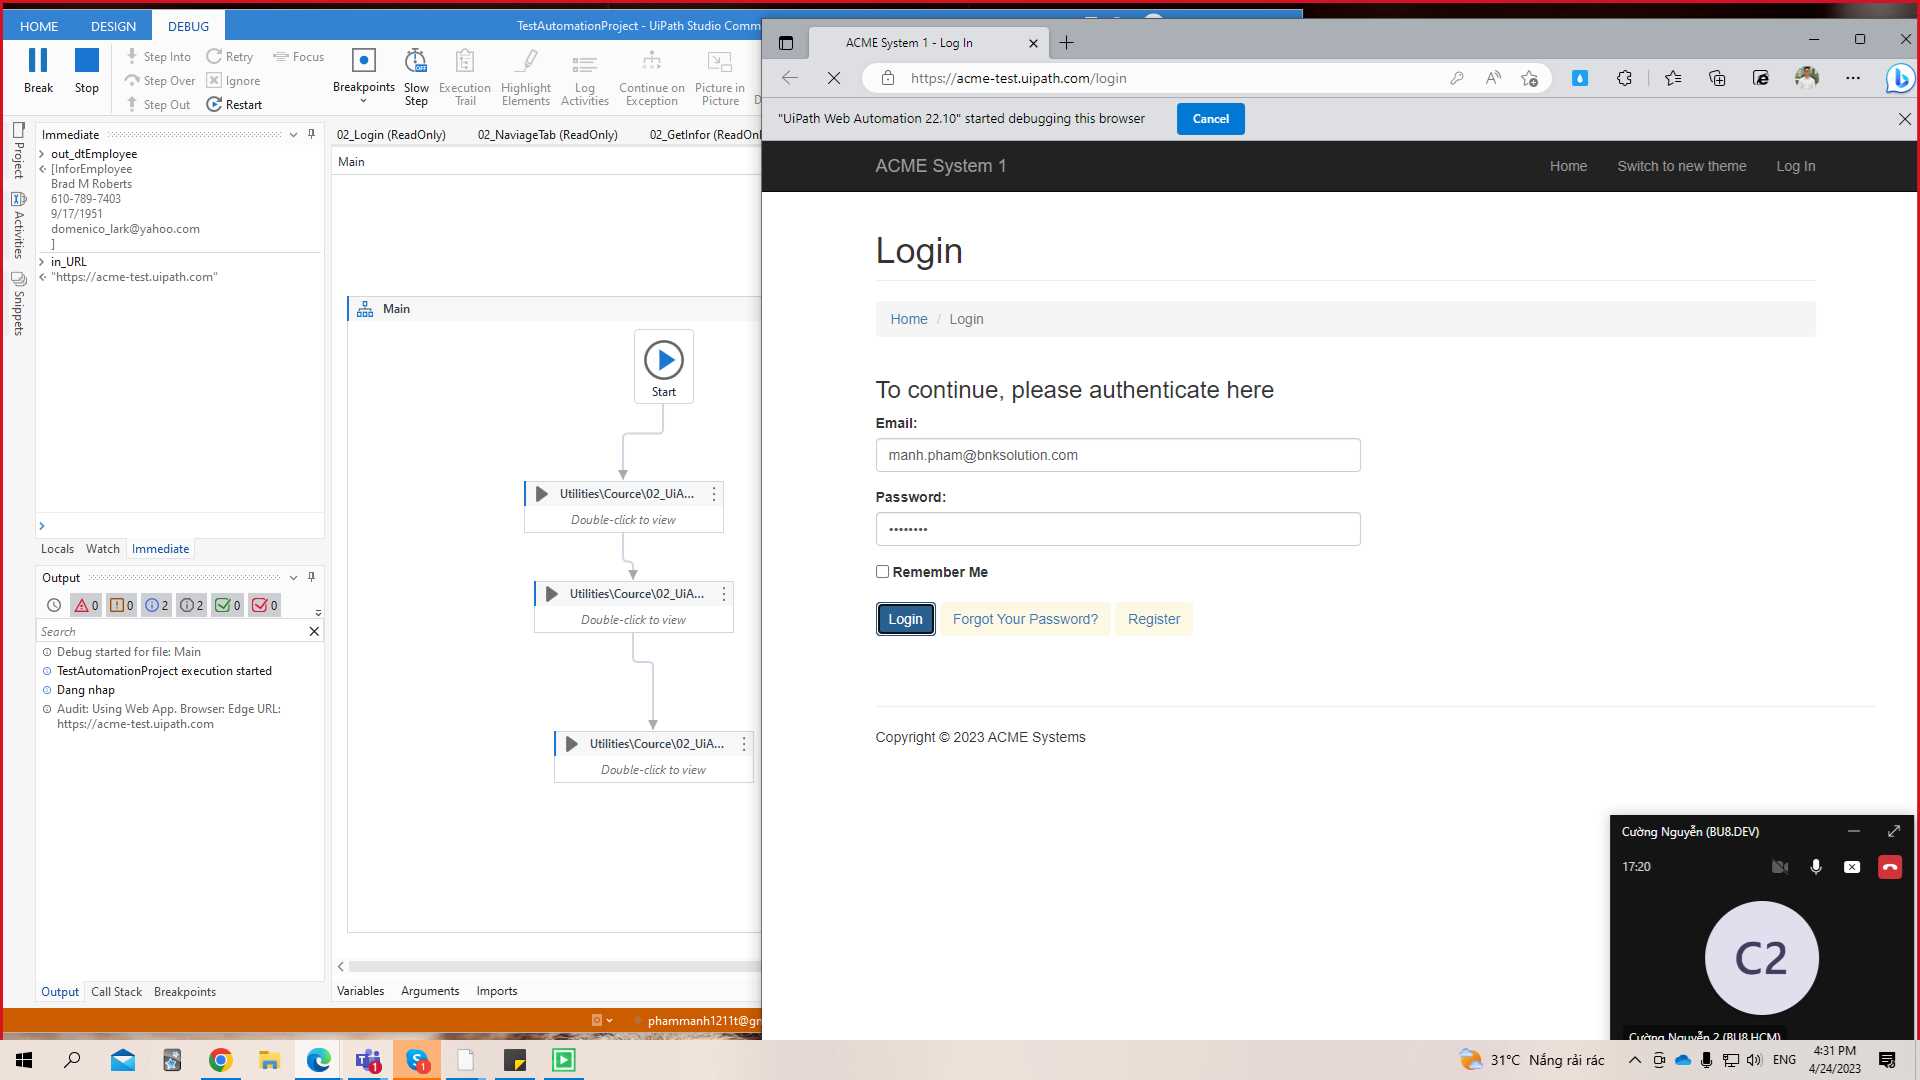 HOME DESIGN DEBUG
TestAutomationProject - UiPath Studio Comm
Break
Stop
Step Into
Step Over
Step Out
Retry
Ignore
Restart
Focus
Breakpoints
Slow Step
Execution Trail
Highlight Elements
Log Activities
Continue on Exception
Picture in Picture
Project
Activities
Snippets
Immediate
out_dtEmployee
[InforEmployee
Brad M Roberts
610-789-7403
9/17/1951
domenico_lark@yahoo.com
]
in_URL
"https://acme-test.uipath.com"
Locals Watch Immediate
Output
0 0 2 2 0 0
Search
Debug started for file: Main
TestAutomationProject execution started
Dang nhap
Audit: Using Web App. Browser: Edge URL:
https://acme-test.uipath.com
Output Call Stack Breakpoints
02_Login (ReadOnly) 02_NaviageTab (ReadOnly) 02_GetInfor (ReadOnl
Main
Main
Start
Utilities\Cource\02_UiA...
Double-click to view
Utilities\Cource\02_UiA...
Double-click to view
Utilities\Cource\02_UiA...
Double-click to view
Variables Arguments Imports
phammanh1211t@gm
ACME System 1 - Log In
https://acme-test.uipath.com/login
"UiPath Web Automation 22.10" started debugging this browser
Cancel
ACME System 1
Home Switch to new theme Log In
Login
Home / Login
To continue, please authenticate here
Email:
manh.pham@bnksolution.com
Password:
Remember Me
Login Forgot Your Password? Register
Copyright © 2023 ACME Systems
Cường Nguyễn (BU8.DEV)
17:20
C2
Cường Nguyễn 2 (BU8.HCM)
31°C Nắng rải rác
ENG
4:31 PM
4/24/2023